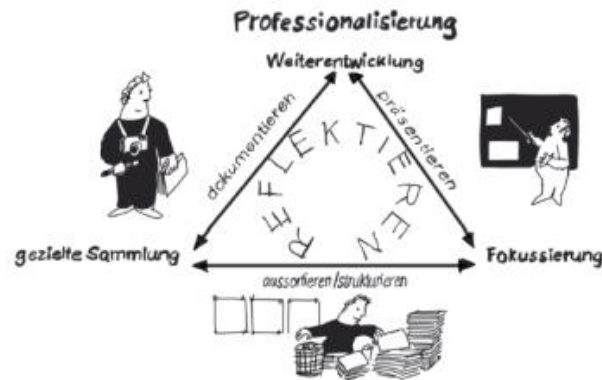 Professionalisierung
Weiterentwicklung
dokumentieren
präsentieren
REFLEKTIEREN
gezielte Sammlung
Fokussierung
aussortieren/strukturieren